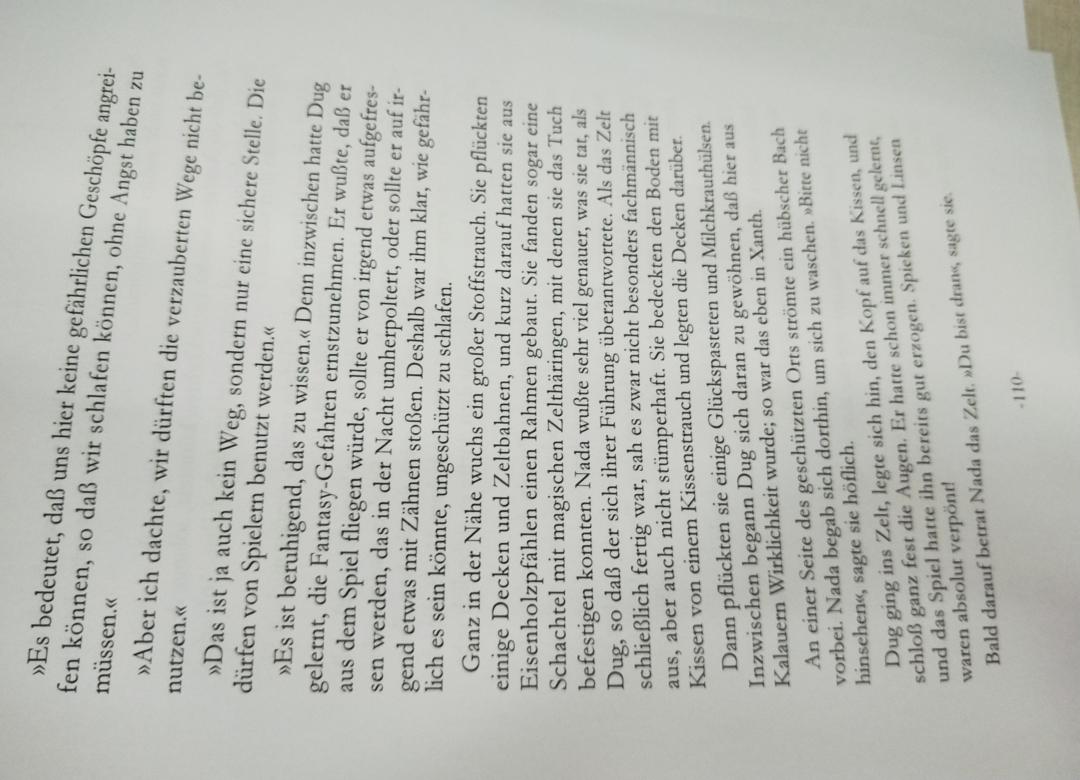 »Es bedeutet, daß uns hier keine gefährlichen Geschöpfe angrei-
fen können, so daß wir schlafen können, ohne Angst haben zu
müssen.«
»Aber ich dachte, wir dürften die verzauberten Wege nicht be-
nutzen.«
»Das ist ja auch kein Weg, sondern nur eine sichere Stelle. Die
dürfen von Spielern benutzt werden.«
»Es ist beruhigend, das zu wissen.« Denn inzwischen hatte Dug
gelernt, die Fantasy-Gefahren ernstzunehmen. Er wußte, daß er
aus dem Spiel fliegen würde, sollte er von irgend etwas aufgefres-
sen werden, das in der Nacht umherpoltert, oder sollte er auf ir-
gend etwas mit Zähnen stoßen. Deshalb war ihm klar, wie gefähr-
lich es sein könnte, ungeschützt zu schlafen.
Ganz in der Nähe wuchs ein großer Stoffstrauch. Sie pflückten
einige Decken und Zeltbahnen, und kurz darauf hatten sie aus
Eisenholzpfählen einen Rahmen gebaut. Sie fanden sogar eine
Schachtel mit magischen Zelthäringen, mit denen sie das Tuch
befestigen konnten. Nada wußte sehr viel genauer, was sie tat, als
Dug, so daß der sich ihrer Führung überantwortete. Als das Zelt
schließlich fertig war, sah es zwar nicht besonders fachmännisch
aus, aber auch nicht stümperhaft. Sie bedeckten den Boden mit
Kissen von einem Kissenstrauch und legten die Decken darüber.
Dann pflückten sie einige Glückspasteten und Milchkrauthülsen.
Inzwischen begann Dug sich daran zu gewöhnen, daß hier aus
Kalauern Wirklichkeit wurde; so war das eben in Xanth.
An einer Seite des geschützten Orts strömte ein hübscher Bach
vorbei. Nada begab sich dorthin, um sich zu waschen. »Bitte nicht
hinsehen«, sagte sie höflich.
Dug ging ins Zelt, legte sich hin, den Kopf auf das Kissen, und
schloß ganz fest die Augen. Er hatte schon immer schnell gelernt,
und das Spiel hatte ihn bereits gut erzogen. Spicken und Linsen
waren absolut verpönt!
Bald darauf betrat Nada das Zelt. »Du bist dran«, sagte sie.
-110-